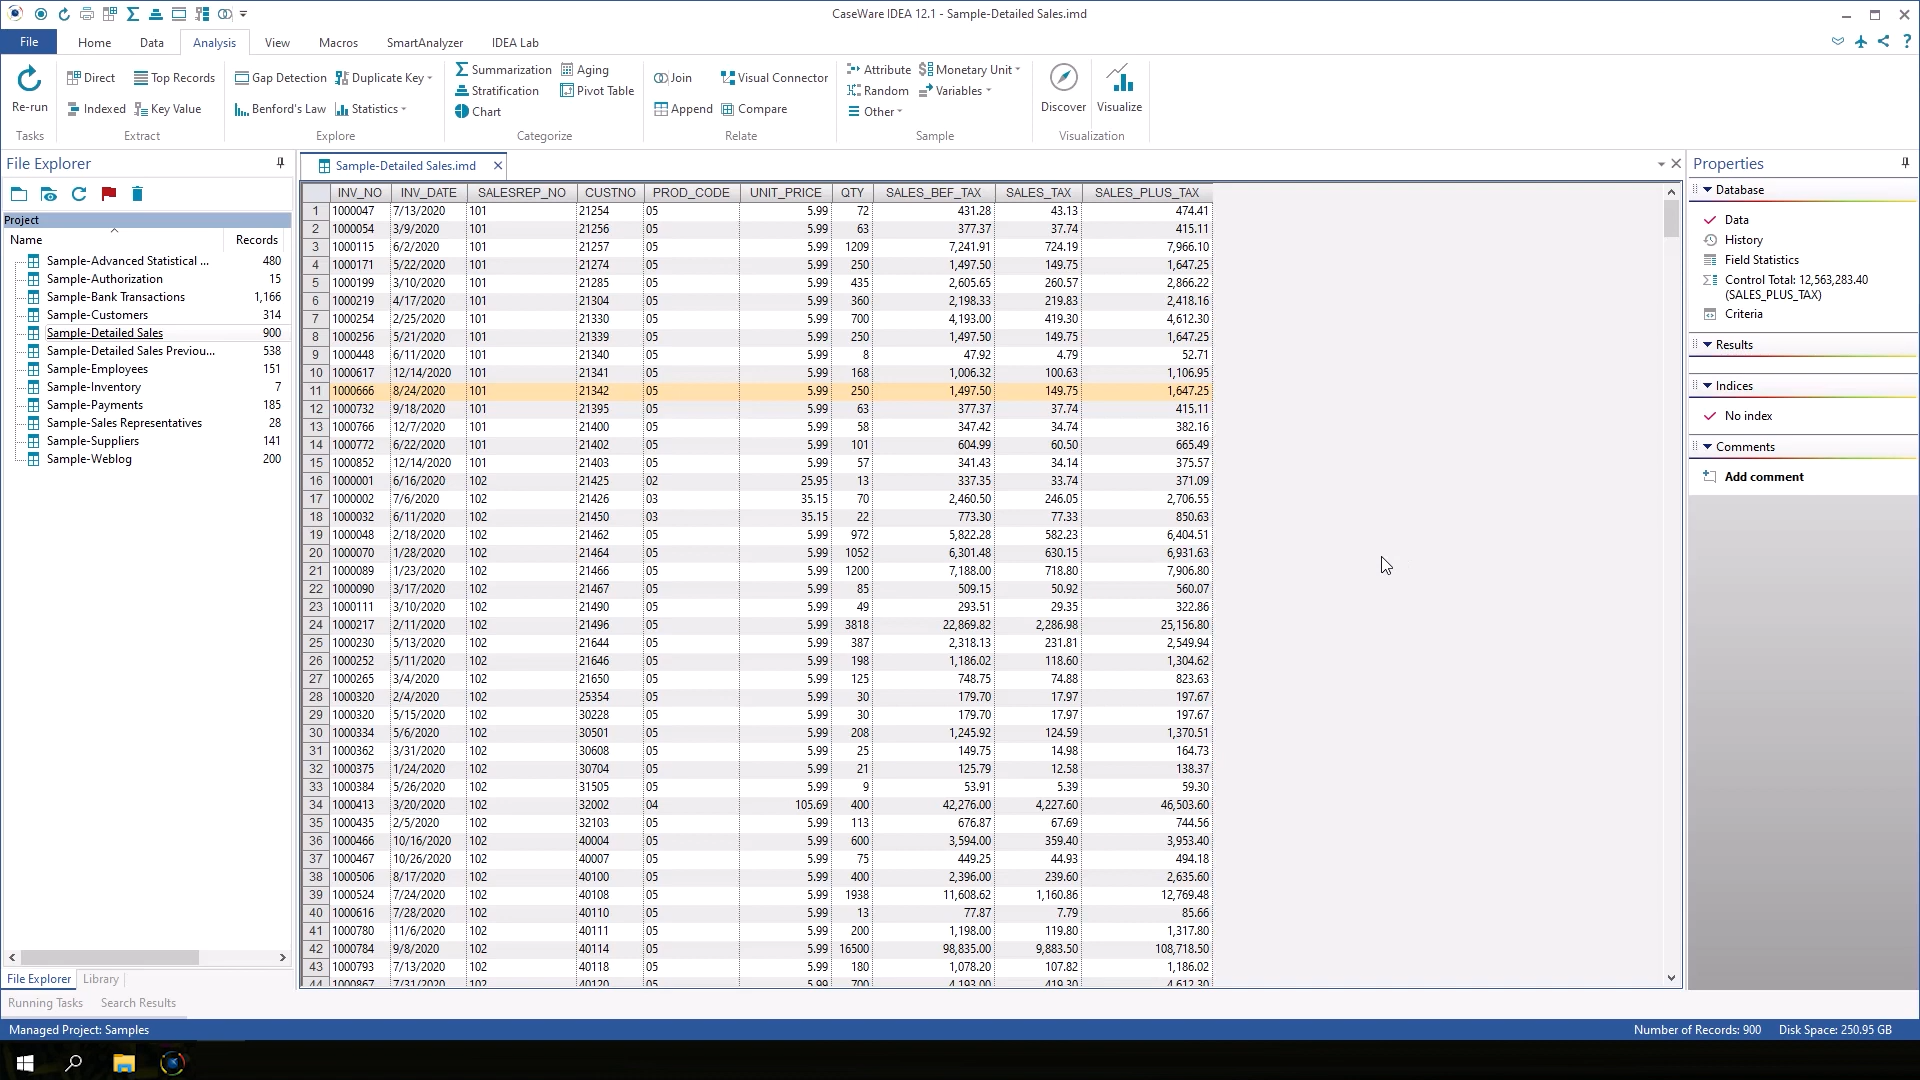 CaseWare IDEA 12.1 - Sample-Detailed Sales.imd
File Home Data Analysis View Macros SmartAnalyzer IDEA Lab
Re-run
Tasks
Direct Top Records
Indexed Key Value
Extract
Gap Detection Duplicate Key
Benford's Law Statistics
Explore
Summarization Aging
Stratification Pivot Table
Chart
Categorize
Join Visual Connector
Append Compare
Relate
Attribute Monetary Unit
Random Variables
Other
Sample
Discover Visualize
Visualization
File Explorer
Project
Name Records
Sample-Advanced Statistical ... 480
Sample-Authorization 15
Sample-Bank Transactions 1,166
Sample-Customers 314
Sample-Detailed Sales 900
Sample-Detailed Sales Previou... 538
Sample-Employees 151
Sample-Inventory 7
Sample-Payments 185
Sample-Sales Representatives 28
Sample-Suppliers 141
Sample-Weblog 200
File Explorer Library
Running Tasks Search Results
Sample-Detailed Sales.imd
INV_NO INV_DATE SALESREP_NO CUSTNO PROD_CODE UNIT_PRICE QTY SALES_BEF_TAX SALES_TAX SALES_PLUS_TAX
1 1000047 7/13/2020 101 21254 05 5.99 72 431.28 43.13 474.41
2 1000054 3/9/2020 101 21256 05 5.99 63 377.37 37.74 415.11
3 1000115 6/2/2020 101 21257 05 5.99 1209 7,241.91 724.19 7,966.10
4 1000171 5/22/2020 101 21274 05 5.99 250 1,497.50 149.75 1,647.25
5 1000199 3/10/2020 101 21285 05 5.99 435 2,605.65 260.57 2,866.22
6 1000219 4/17/2020 101 21304 05 5.99 360 2,198.33 219.83 2,418.16
7 1000254 2/25/2020 101 21330 05 5.99 700 4,193.00 419.30 4,612.30
8 1000256 5/21/2020 101 21339 05 5.99 250 1,497.50 149.75 1,647.25
9 1000448 6/11/2020 101 21340 05 5.99 8 47.92 4.79 52.71
10 1000617 12/14/2020 101 21341 05 5.99 168 1,006.32 100.63 1,106.95
11 1000666 8/24/2020 101 21342 05 5.99 250 1,497.50 149.75 1,647.25
12 1000732 9/18/2020 101 21395 05 5.99 63 377.37 37.74 415.11
13 1000766 12/7/2020 101 21400 05 5.99 58 347.42 34.74 382.16
14 1000772 6/22/2020 101 21402 05 5.99 101 604.99 60.50 665.49
15 1000852 12/14/2020 101 21403 05 5.99 57 341.43 34.14 375.57
16 1000001 6/16/2020 102 21425 02 25.95 13 337.35 33.74 371.09
17 1000002 7/6/2020 102 21426 03 35.15 70 2,460.50 246.05 2,706.55
18 1000032 6/11/2020 102 21450 03 35.15 22 773.30 77.33 850.63
19 1000048 2/18/2020 102 21462 05 5.99 972 5,822.28 582.23 6,404.51
20 1000070 1/28/2020 102 21464 05 5.99 1052 6,301.48 630.15 6,931.63
21 1000089 1/23/2020 102 21466 05 5.99 1200 7,188.00 718.80 7,906.80
22 1000090 3/17/2020 102 21467 05 5.99 85 509.15 50.92 560.07
23 1000111 3/10/2020 102 21490 05 5.99 49 293.51 29.35 322.86
24 1000217 2/11/2020 102 21496 05 5.99 3818 22,869.82 2,286.98 25,156.80
25 1000230 5/13/2020 102 21644 05 5.99 387 2,318.13 231.81 2,549.94
26 1000252 5/11/2020 102 21646 05 5.99 198 1,186.02 118.60 1,304.62
27 1000265 3/4/2020 102 21650 05 5.99 125 748.75 74.88 823.63
28 1000320 2/4/2020 102 25354 05 5.99 30 179.70 17.97 197.67
29 1000320 5/15/2020 102 30228 05 5.99 30 179.70 17.97 197.67
30 1000334 5/6/2020 102 30501 05 5.99 208 1,245.92 124.59 1,370.51
31 1000362 3/31/2020 102 30608 05 5.99 25 149.75 14.98 164.73
32 1000375 1/24/2020 102 30704 05 5.99 21 125.79 12.58 138.37
33 1000384 5/26/2020 102 31505 05 5.99 9 53.91 5.39 59.30
34 1000413 3/20/2020 102 32002 04 105.69 400 42,276.00 4,227.60 46,503.60
35 1000435 2/5/2020 102 32103 05 5.99 113 676.87 67.69 744.56
36 1000466 10/16/2020 102 40004 05 5.99 600 3,594.00 359.40 3,953.40
37 1000467 10/26/2020 102 40007 05 5.99 75 449.25 44.93 494.18
38 1000506 8/17/2020 102 40100 05 5.99 400 2,396.00 239.60 2,635.60
39 1000524 7/24/2020 102 40108 05 5.99 1938 11,608.62 1,160.86 12,769.48
40 1000616 7/28/2020 102 40110 05 5.99 13 77.87 7.79 85.66
41 1000780 11/6/2020 102 40111 05 5.99 200 1,198.00 119.80 1,317.80
42 1000784 9/8/2020 102 40114 05 5.99 16500 98,835.00 9,883.50 108,718.50
43 1000793 7/13/2020 102 40118 05 5.99 180 1,078.20 107.82 1,186.02
44 1000867 7/31/2020 102 40120 05 5.99 700 4,193.00 419.30 4,612.30
Properties
Database
Data
History
Field Statistics
Control Total: 12,563,283.40
(SALES_PLUS_TAX)
Criteria
Results
Indices
No index
Comments
Add comment
Managed Project: Samples Number of Records: 900 Disk Space: 250.95 GB